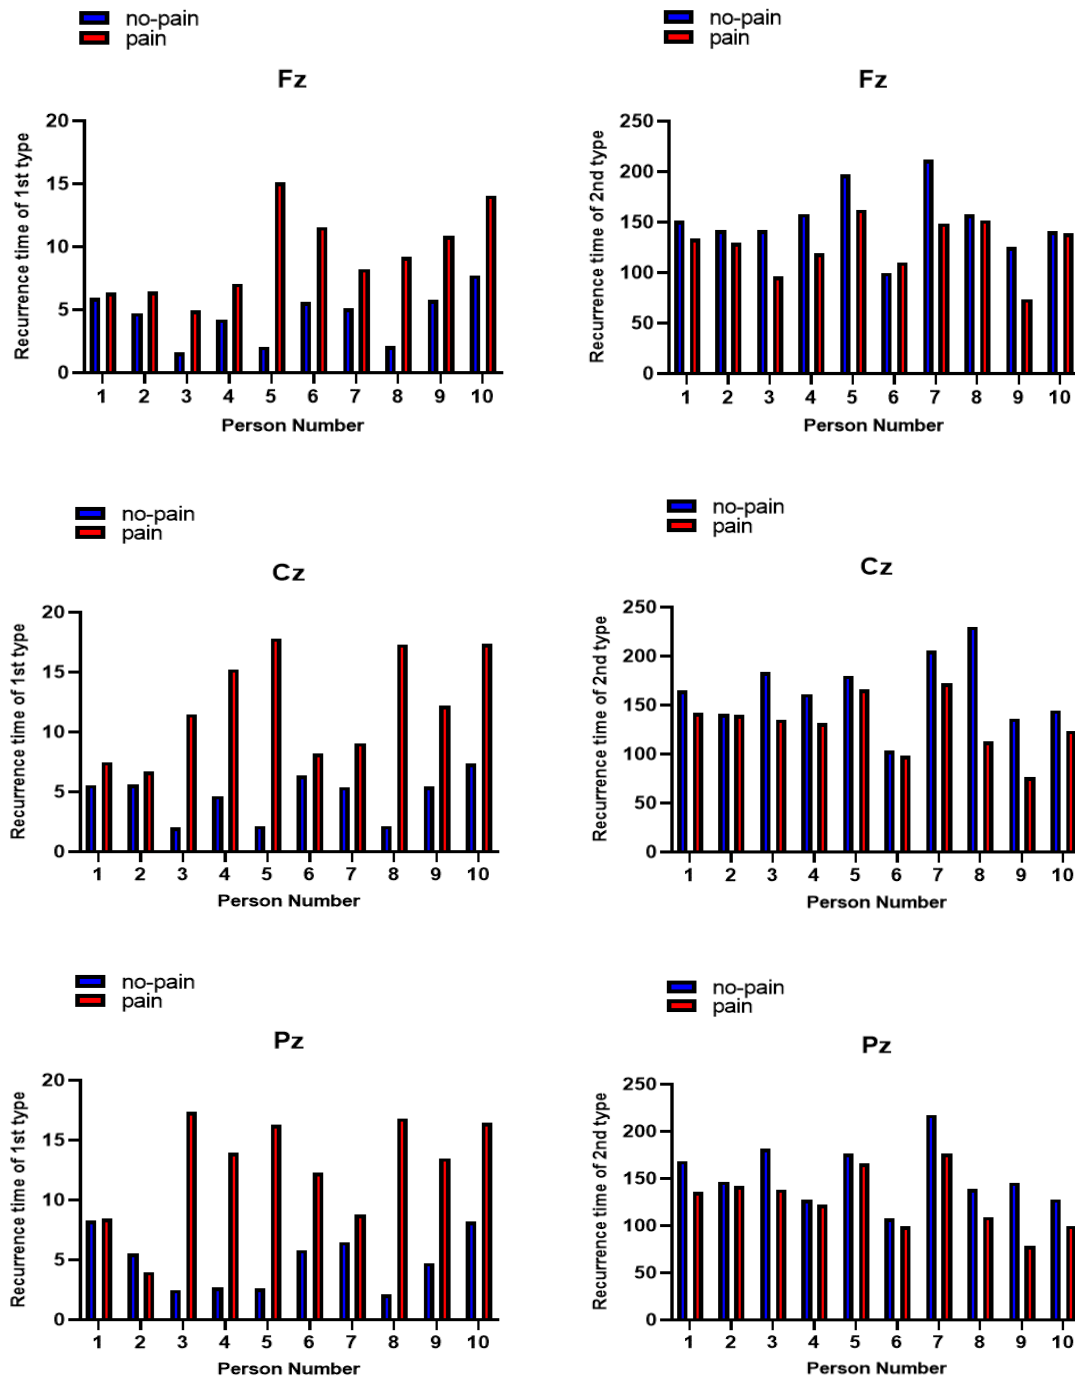 no-pain
pain
Fz
Recurrence time of 1st type
20
15
10
5
0
1 2 3 4 5 6 7 8 9 10
Person Number
no-pain
pain
Fz
Recurrence time of 2nd type
250
200
150
100
50
0
1 2 3 4 5 6 7 8 9 10
Person Number
no-pain
pain
Cz
Recurrence time of 1st type
20
15
10
5
0
1 2 3 4 5 6 7 8 9 10
Person Number
no-pain
pain
Cz
Recurrence time of 2nd type
250
200
150
100
50
0
1 2 3 4 5 6 7 8 9 10
Person Number
no-pain
pain
Pz
Recurrence time of 1st type
20
15
10
5
0
1 2 3 4 5 6 7 8 9 10
Person Number
no-pain
pain
Pz
Recurrence time of 2nd type
250
200
150
100
50
0
1 2 3 4 5 6 7 8 9 10
Person Number